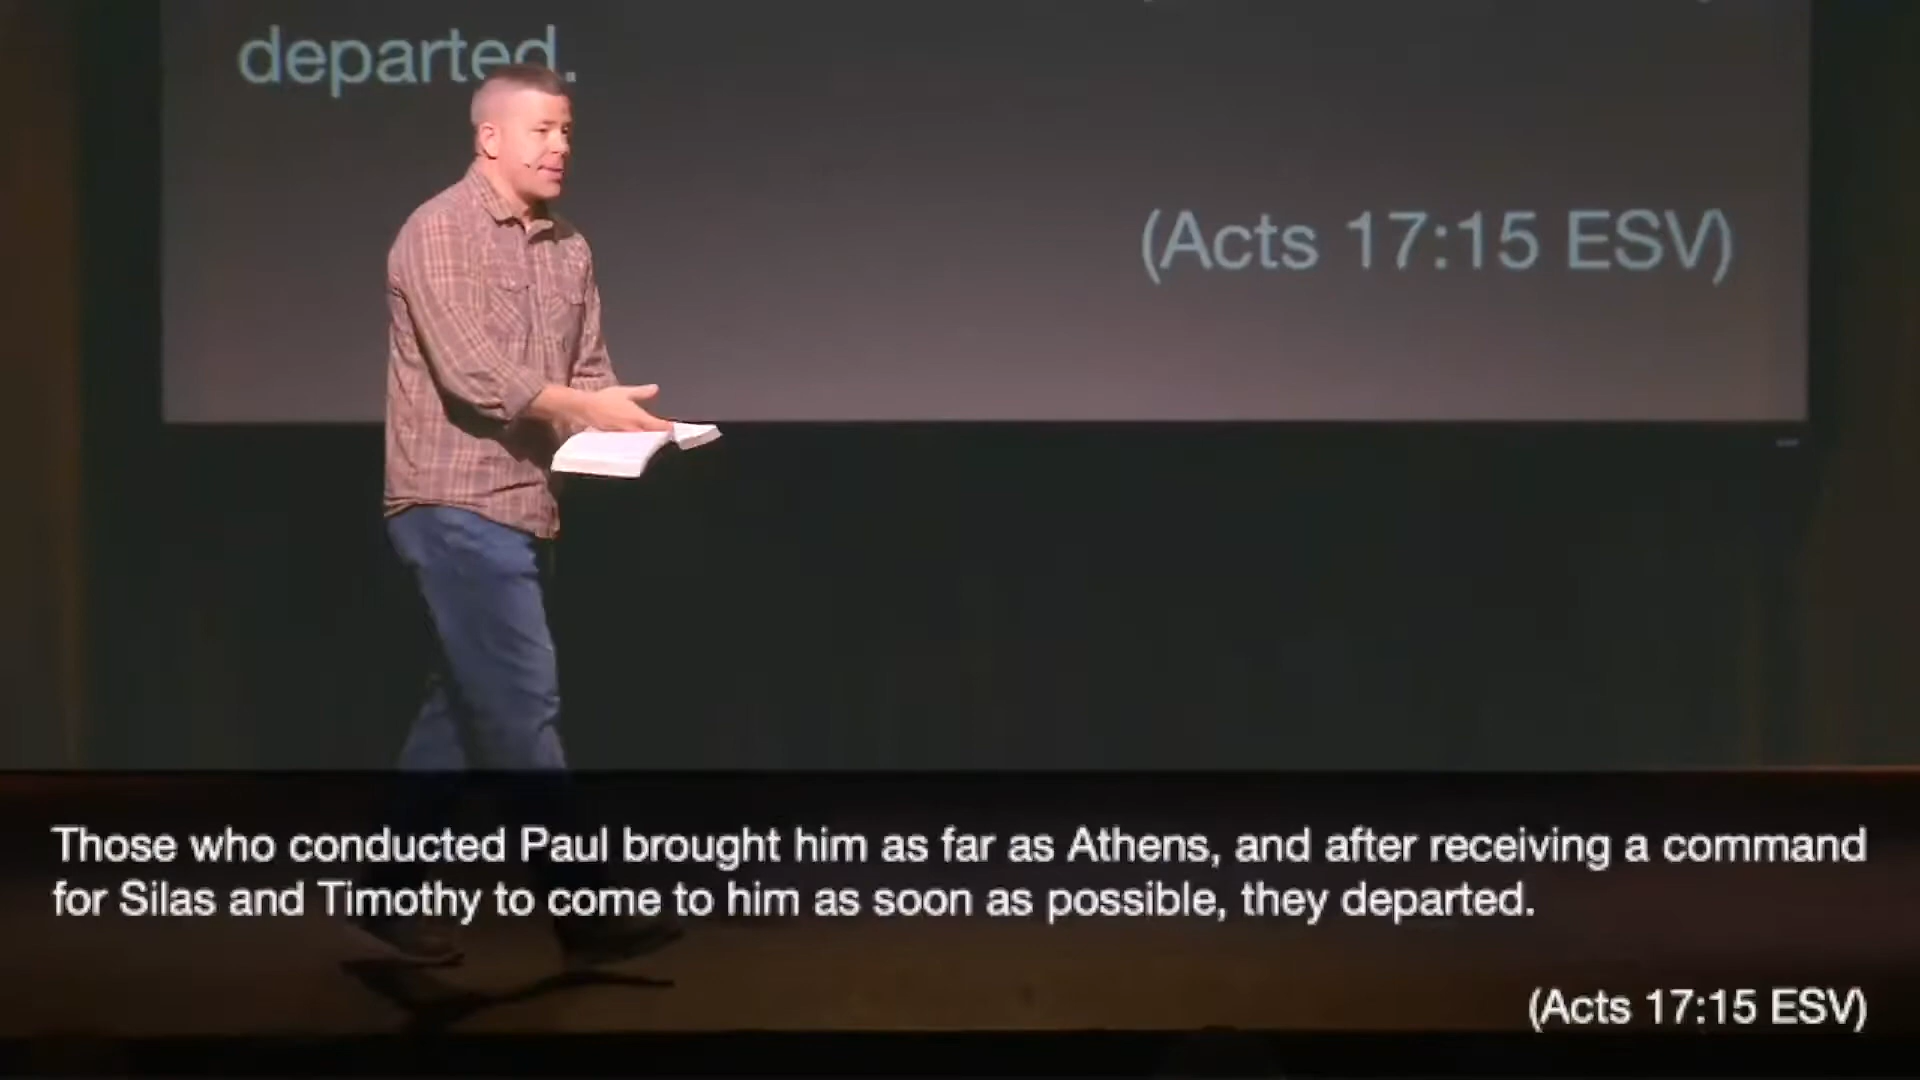 departed.
(Acts 17:15 ESV)
Those who conducted Paul brought him as far as Athens, and after receiving a command
for Silas and Timothy to come to him as soon as possible, they departed.
(Acts 17:15 ESV)